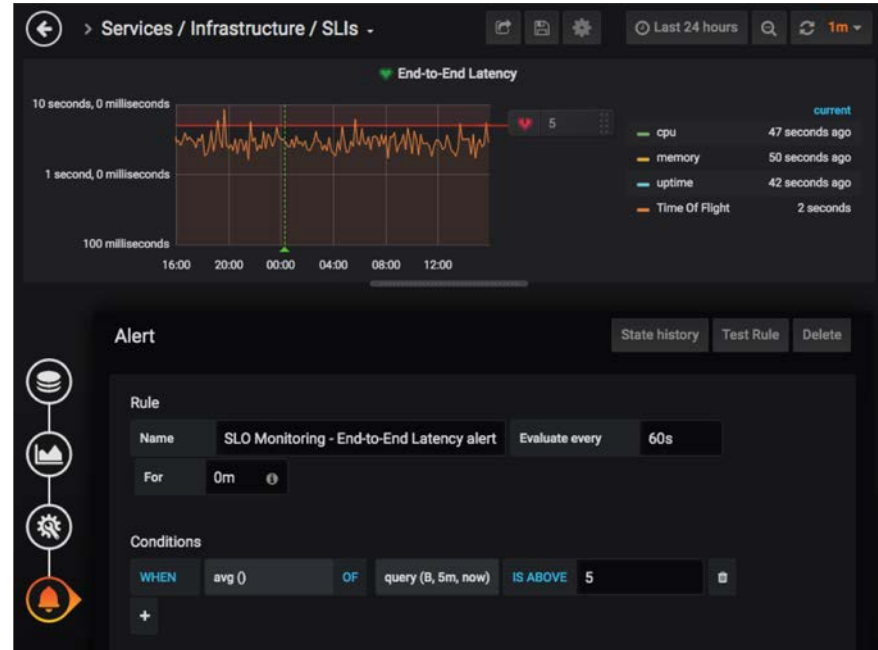 Services / Infrastructure / SLIs
Last 24 hours
1m
End-to-End Latency
10 seconds, 0 milliseconds
1 second, 0 milliseconds
100 milliseconds
16:00 20:00 00:00 04:00 08:00 12:00
5
current
cpu 47 seconds ago
memory 50 seconds ago
uptime 42 seconds ago
Time Of Flight 2 seconds
Alert
State history Test Rule Delete
Rule
Name SLO Monitoring - End-to-End Latency alert Evaluate every 60s
For 0m
Conditions
WHEN avg () OF query (B, 5m, now) IS ABOVE 5
+